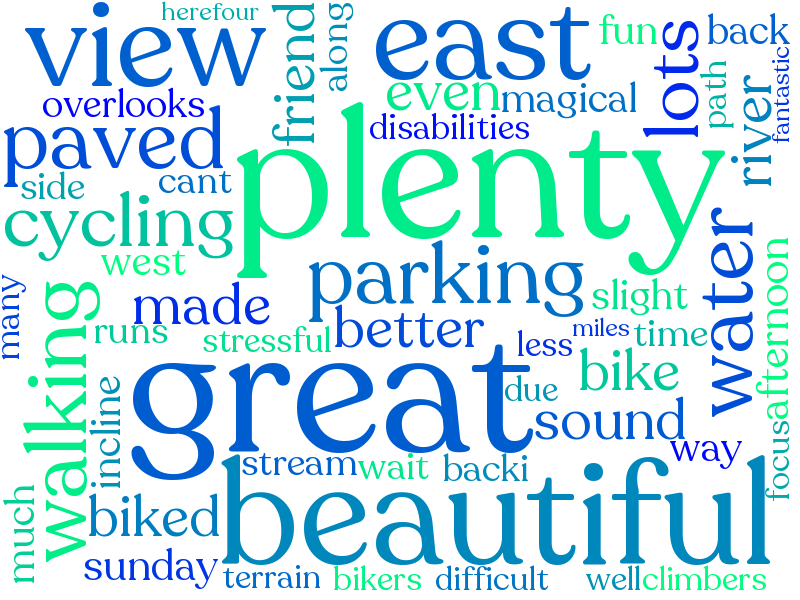 herefour
view
east
fun
back
friend
along
lots
path
fantastic
overlooks
even
magical
disabilities
river
paved
plenty
side
cant
cycling
west
parking
water
afternoon
many
made
slight
walking
runs
stressful
better
less
miles
time
great
due
bike
incline
sound
focus
way
stream
wait
backi
much
biked
beautiful
sunday
terrain
bikers
difficult
well
climbers